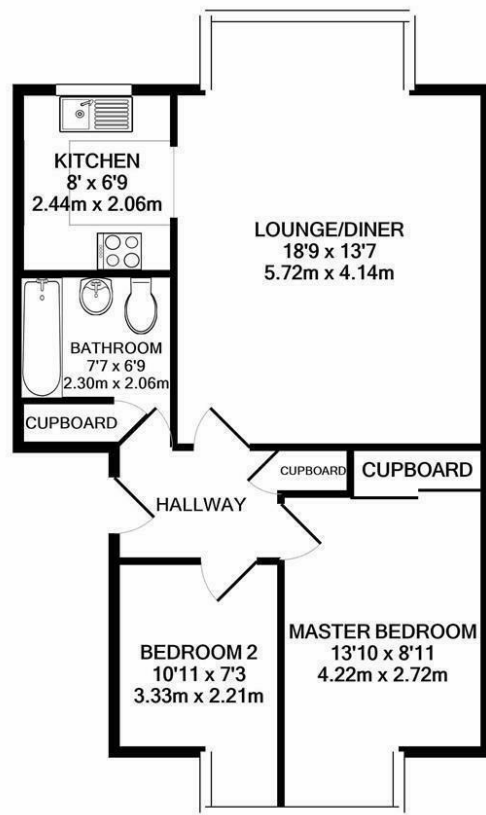 KITCHEN
8' x 6'9
2.44m x 2.06m
LOUNGE/DINER
18'9 x 13'7
5.72m x 4.14m
BATHROOM
7'7 x 6'9
2.30m x 2.06m
CUPBOARD
CUPBOARD
CUPBOARD
HALLWAY
BEDROOM 2
10'11 x 7'3
3.33m x 2.21m
MASTER BEDROOM
13'10 x 8'11
4.22m x 2.72m